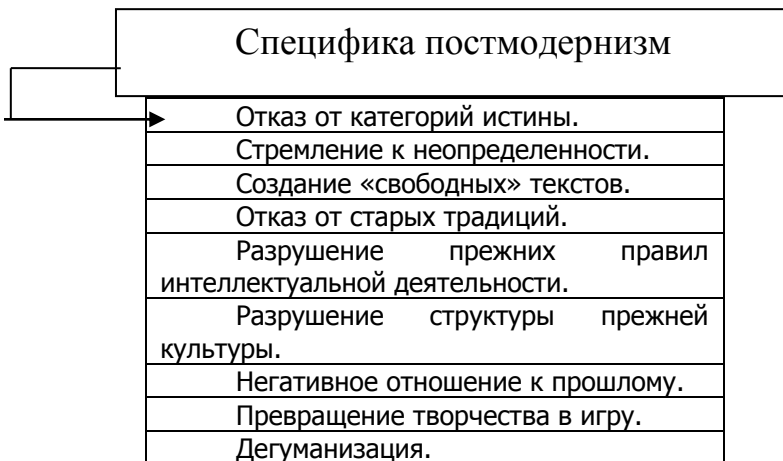 Специфика постмодернизм
Отказ от категорий истины.
Стремление к неопределенности.
Создание «свободных» текстов.
Отказ от старых традиций.
Разрушение прежних правил
интеллектуальной деятельности.
Разрушение структуры прежней
культуры.
Негативное отношение к прошлому.
Превращение творчества в игру.
Дегуманизация.